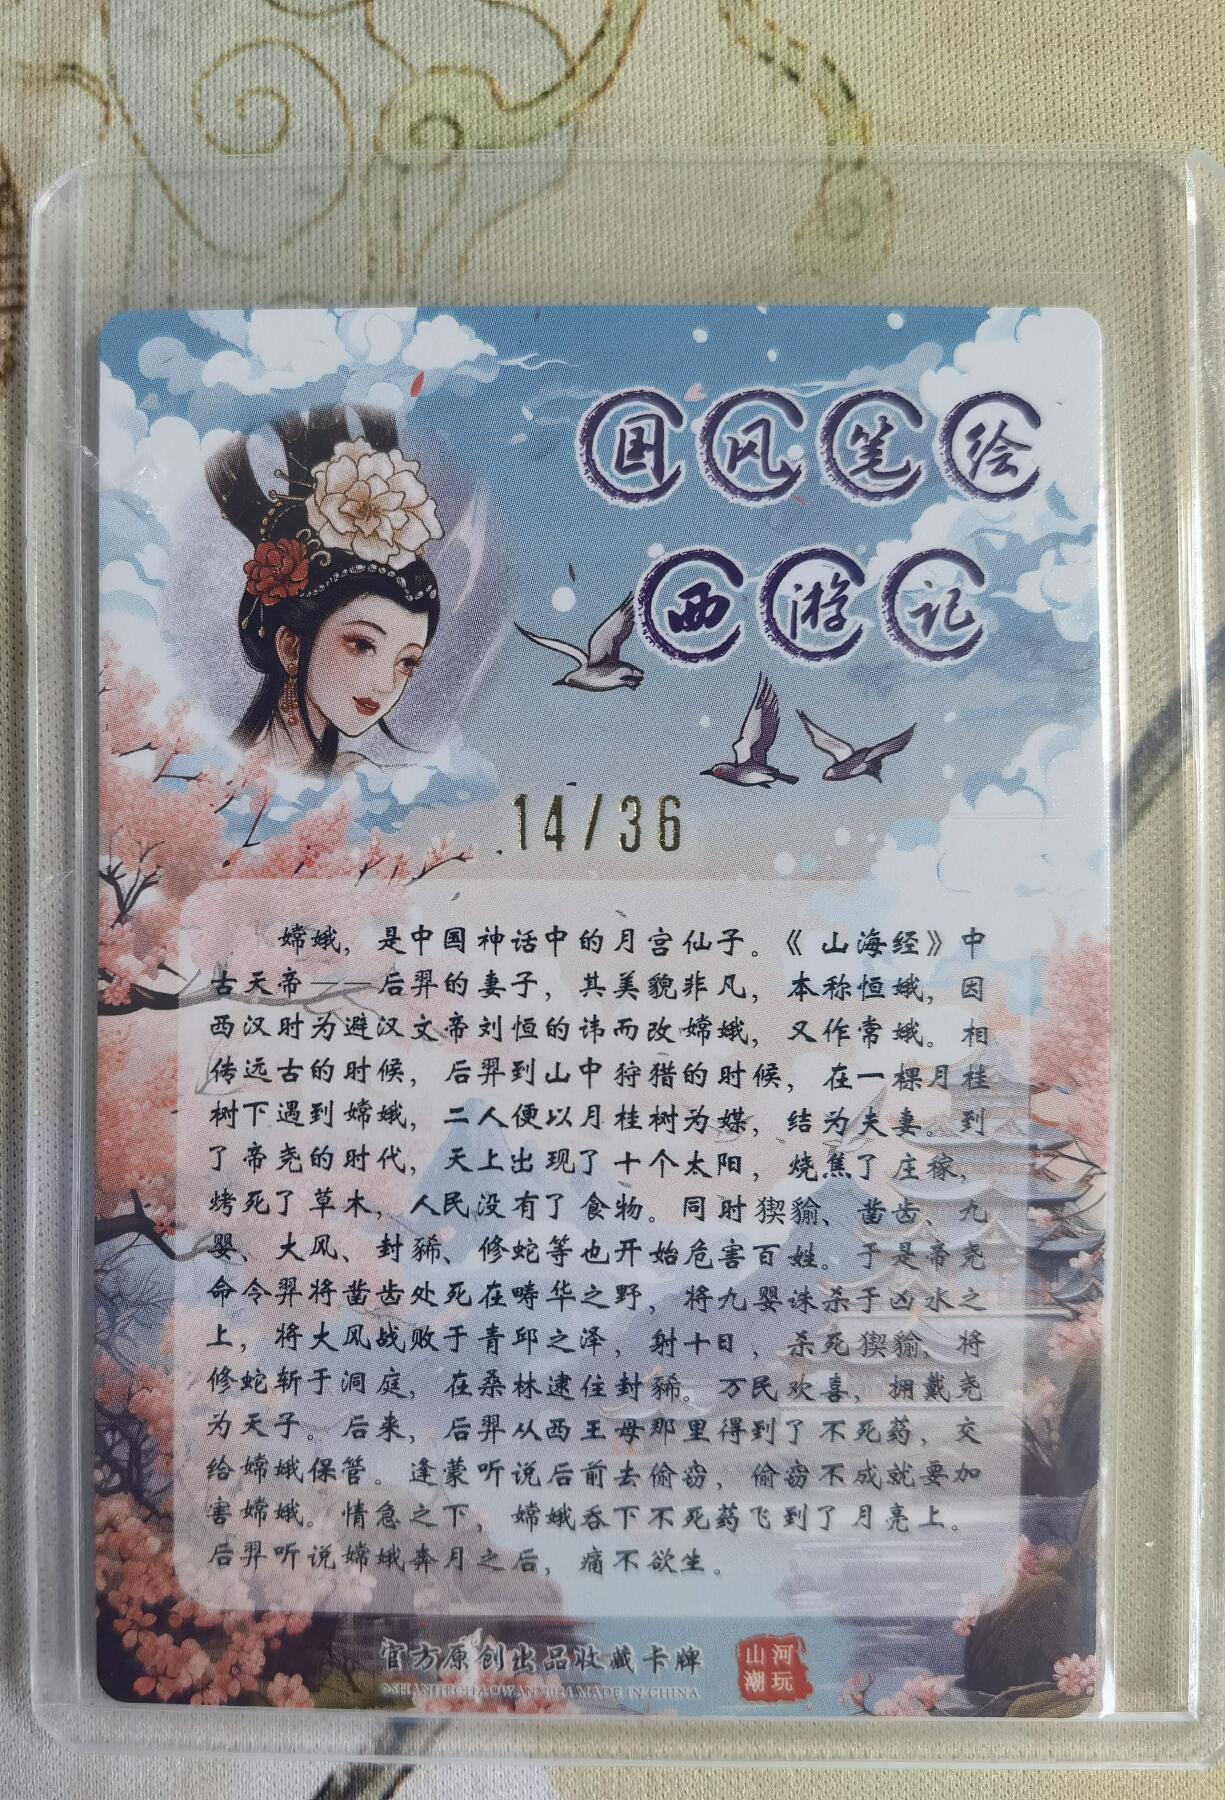 国风笔绘
西游记
14/36
嫦娥，是中国神话中的月宫仙子。《山海经》中
古天帝——后羿的妻子，其美貌非凡，本称恒娥，因
西汉时为避汉文帝刘恒的讳而改嫦娥，又作常娥。相
传远古的时候，后羿到山中狩猎的时候，在一棵月桂
树下遇到嫦娥，二人便以月桂树为媒，结为夫妻。到
了帝尧的时代，天上出现了十个太阳，烧焦了庄稼，
烤死了草木，人民没有了食物。同时猰貐、凿齿、九
婴、大风、封豨、修蛇等也开始危害百姓。于是帝尧
命令羿将凿齿处死在畴华之野，将九婴诛杀于凶水之
上，将大风战败于青邱之泽，射十日，杀死猰貐，将
修蛇斩于洞庭，在桑林逮住封豨。万民欢喜，拥戴尧
为天子。后来，后羿从西王母那里得到了不死药，交
给嫦娥保管。逢蒙听说后前去偷窃，偷窃不成就要加
害嫦娥。情急之下，嫦娥吞下不死药飞到了月亮上。
后羿听说嫦娥奔月之后，痛不欲生。
官方原创出品收藏卡牌
©SHANHECHAOWAN 2024 MADE IN CHINA
山河
潮玩